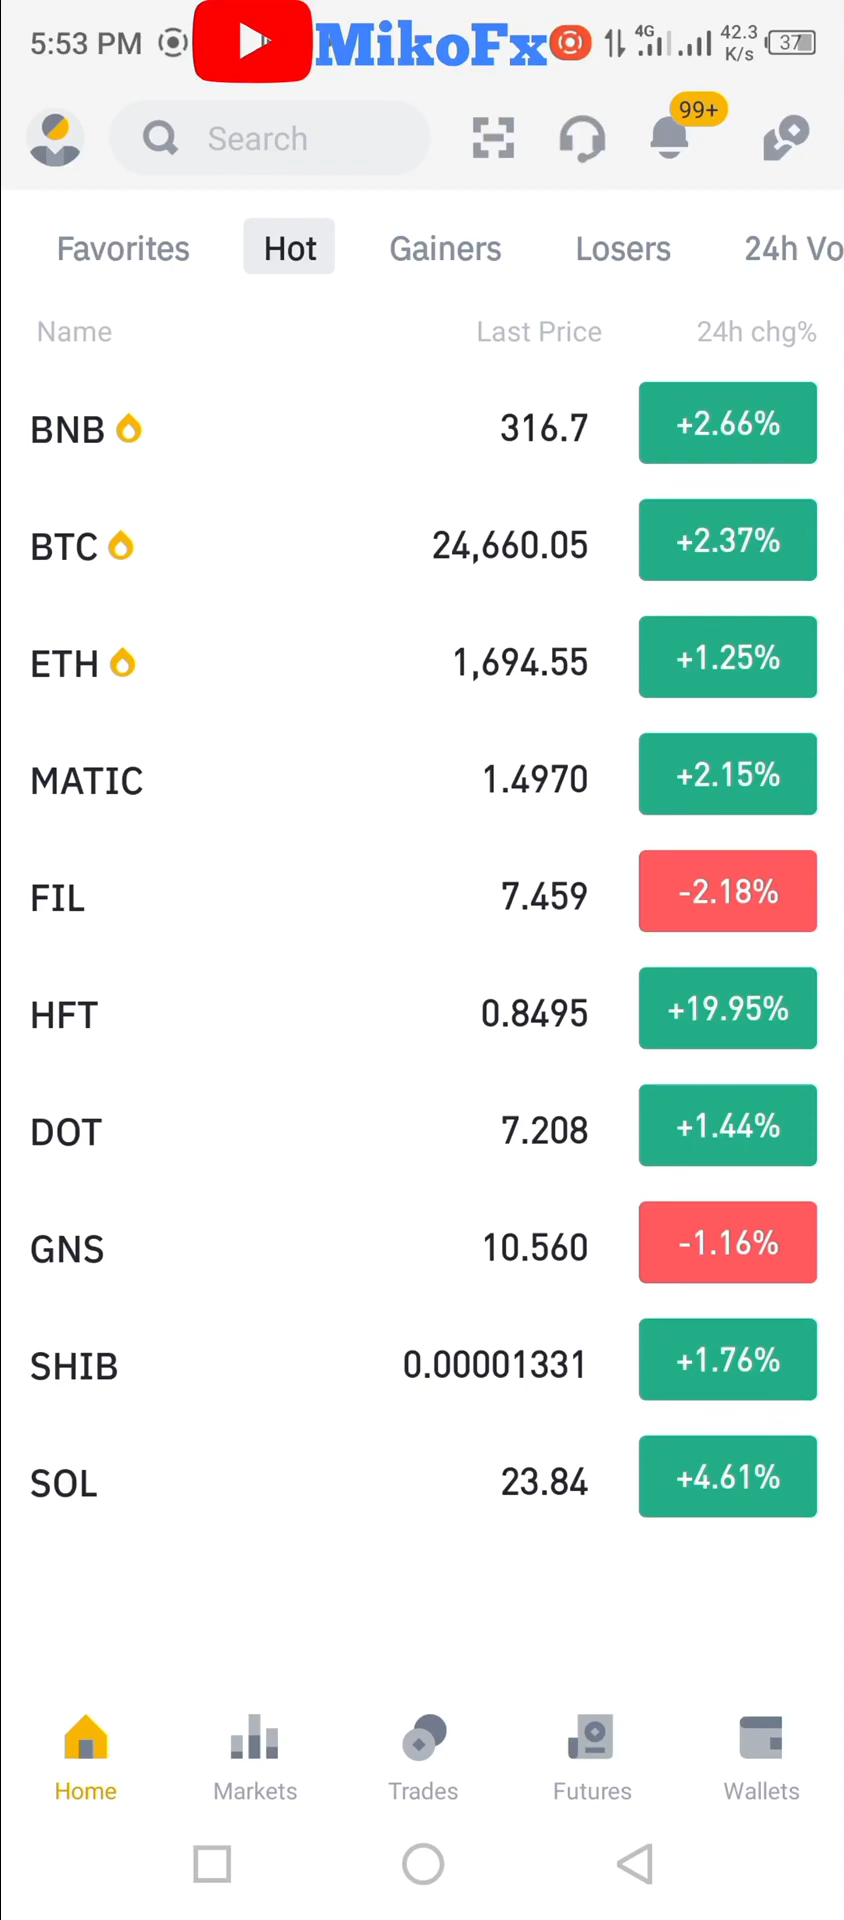 5:53 PM MikoFx 4G 42.3 K/s 37
Search 99+
Favorites Hot Gainers Losers 24h Vo
Name Last Price 24h chg%
BNB 316.7 +2.66%
BTC 24,660.05 +2.37%
ETH 1,694.55 +1.25%
MATIC 1.4970 +2.15%
FIL 7.459 -2.18%
HFT 0.8495 +19.95%
DOT 7.208 +1.44%
GNS 10.560 -1.16%
SHIB 0.00001331 +1.76%
SOL 23.84 +4.61%
Home Markets Trades Futures Wallets